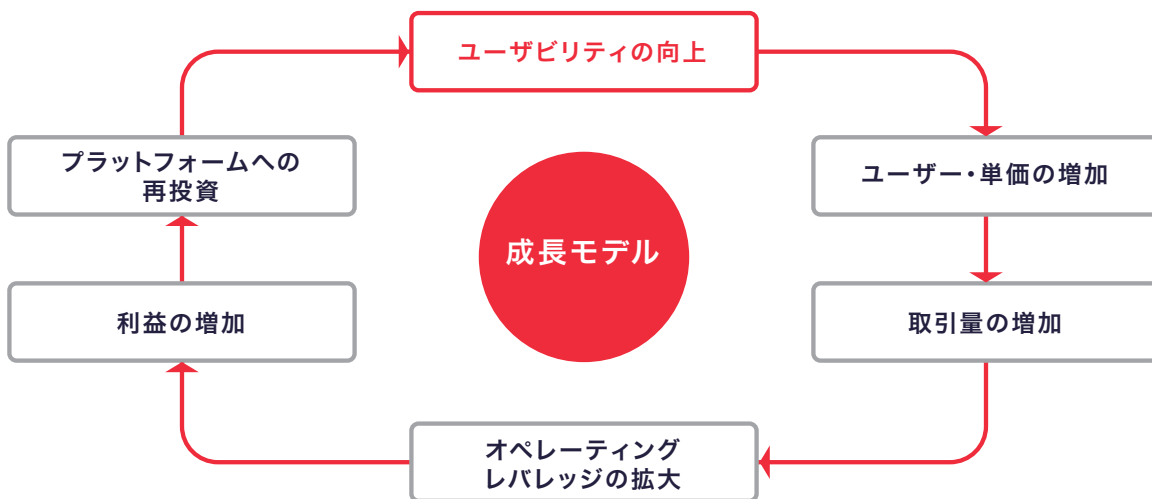 ユーザビリティの向上
プラットフォームへの
再投資
ユーザー・単価の増加
成長モデル
利益の増加
取引量の増加
オペレーティング
レバレッジの拡大